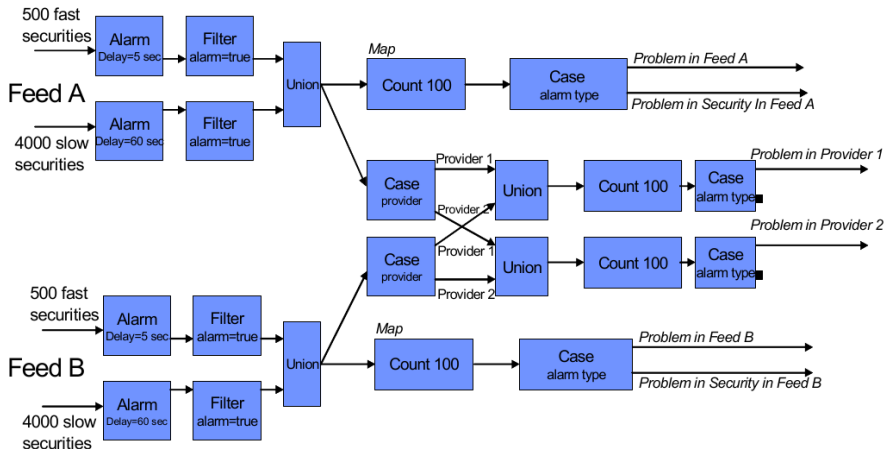 500 fast
securities
Alarm
Delay=5 sec
Filter
alarm=true
Union
Map
Count 100
Case
alarm type
Problem in Feed A
Problem in Security In Feed A
Feed A
4000 slow
securities
Alarm
Delay=60 sec
Filter
alarm=true
Case
provider
Provider 1
Provider 2
Union
Count 100
Case
alarm type
Problem in Provider 1
Case
provider
Provider 1
Provider 2
Union
Count 100
Case
alarm type
Problem in Provider 2
500 fast
securities
Alarm
Delay=5 sec
Filter
alarm=true
Union
Map
Count 100
Case
alarm type
Problem in Feed B
Problem in Security in Feed B
Feed B
4000 slow
securities
Alarm
Delay=60 sec
Filter
alarm=true